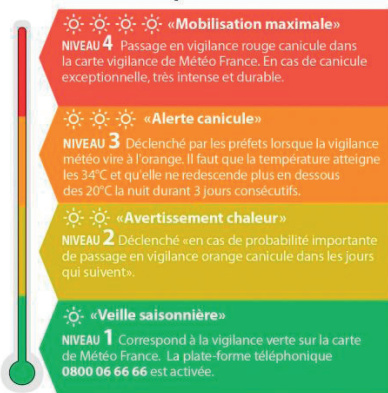 «Mobilisation maximale»
NIVEAU 4 Passage en vigilance rouge canicule dans
la carte vigilance de Météo France. En cas de canicule
exceptionnelle, très intense et durable.
«Alerte canicule»
NIVEAU 3 Déclenché par les préfets lorsque la vigilance
météo vire à l'orange. Il faut que la température atteigne
les 34°C et qu'elle ne redescende plus en dessous
des 20°C la nuit durant 3 jours consécutifs.
«Avertissement chaleur»
NIVEAU 2 Déclenché «en cas de probabilité importante
de passage en vigilance orange canicule dans les jours
qui suivent».
«Veille saisonnière»
NIVEAU 1 Correspond à la vigilance verte sur la carte
de Météo France. La plate-forme téléphonique
0800 06 66 66 est activée.